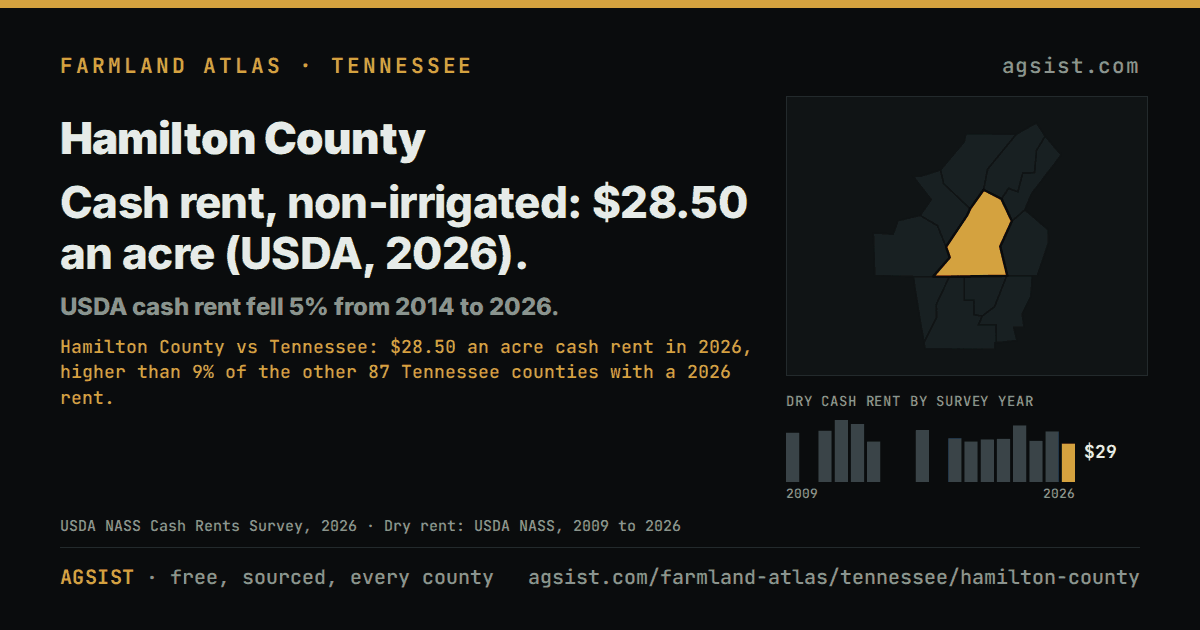 FARMLAND ATLAS · TENNESSEE
agsist.com
Hamilton County
Cash rent, non-irrigated: $28.50
an acre (USDA, 2026).
USDA cash rent fell 5% from 2014 to 2026.
Hamilton County vs Tennessee: $28.50 an acre cash rent in 2026,
higher than 9% of the other 87 Tennessee counties with a 2026
rent.
DRY CASH RENT BY SURVEY YEAR
$29
2009
2026
USDA NASS Cash Rents Survey, 2026 · Dry rent: USDA NASS, 2009 to 2026
AGSIST · free, sourced, every county
agsist.com/farmland-atlas/tennessee/hamilton-county